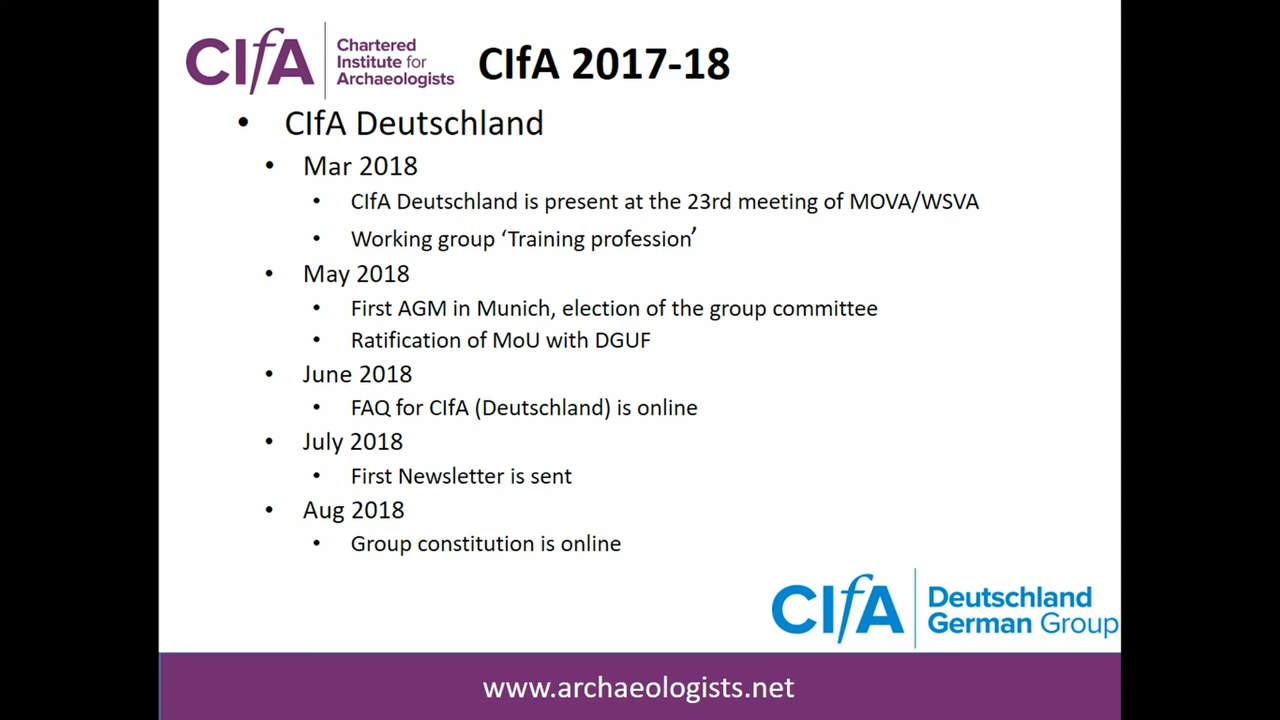 CIfA
Chartered
Institute for
Archaeologists
CIfA 2017-18
• CIfA Deutschland
• Mar 2018
• CIfA Deutschland is present at the 23rd meeting of MOVA/WSVA
• Working group ‘Training profession’
• May 2018
• First AGM in Munich, election of the group committee
• Ratification of MoU with DGUF
• June 2018
• FAQ for CIfA (Deutschland) is online
• July 2018
• First Newsletter is sent
• Aug 2018
• Group constitution is online
CIfA
Deutschland
German Group
www.archaeologists.net